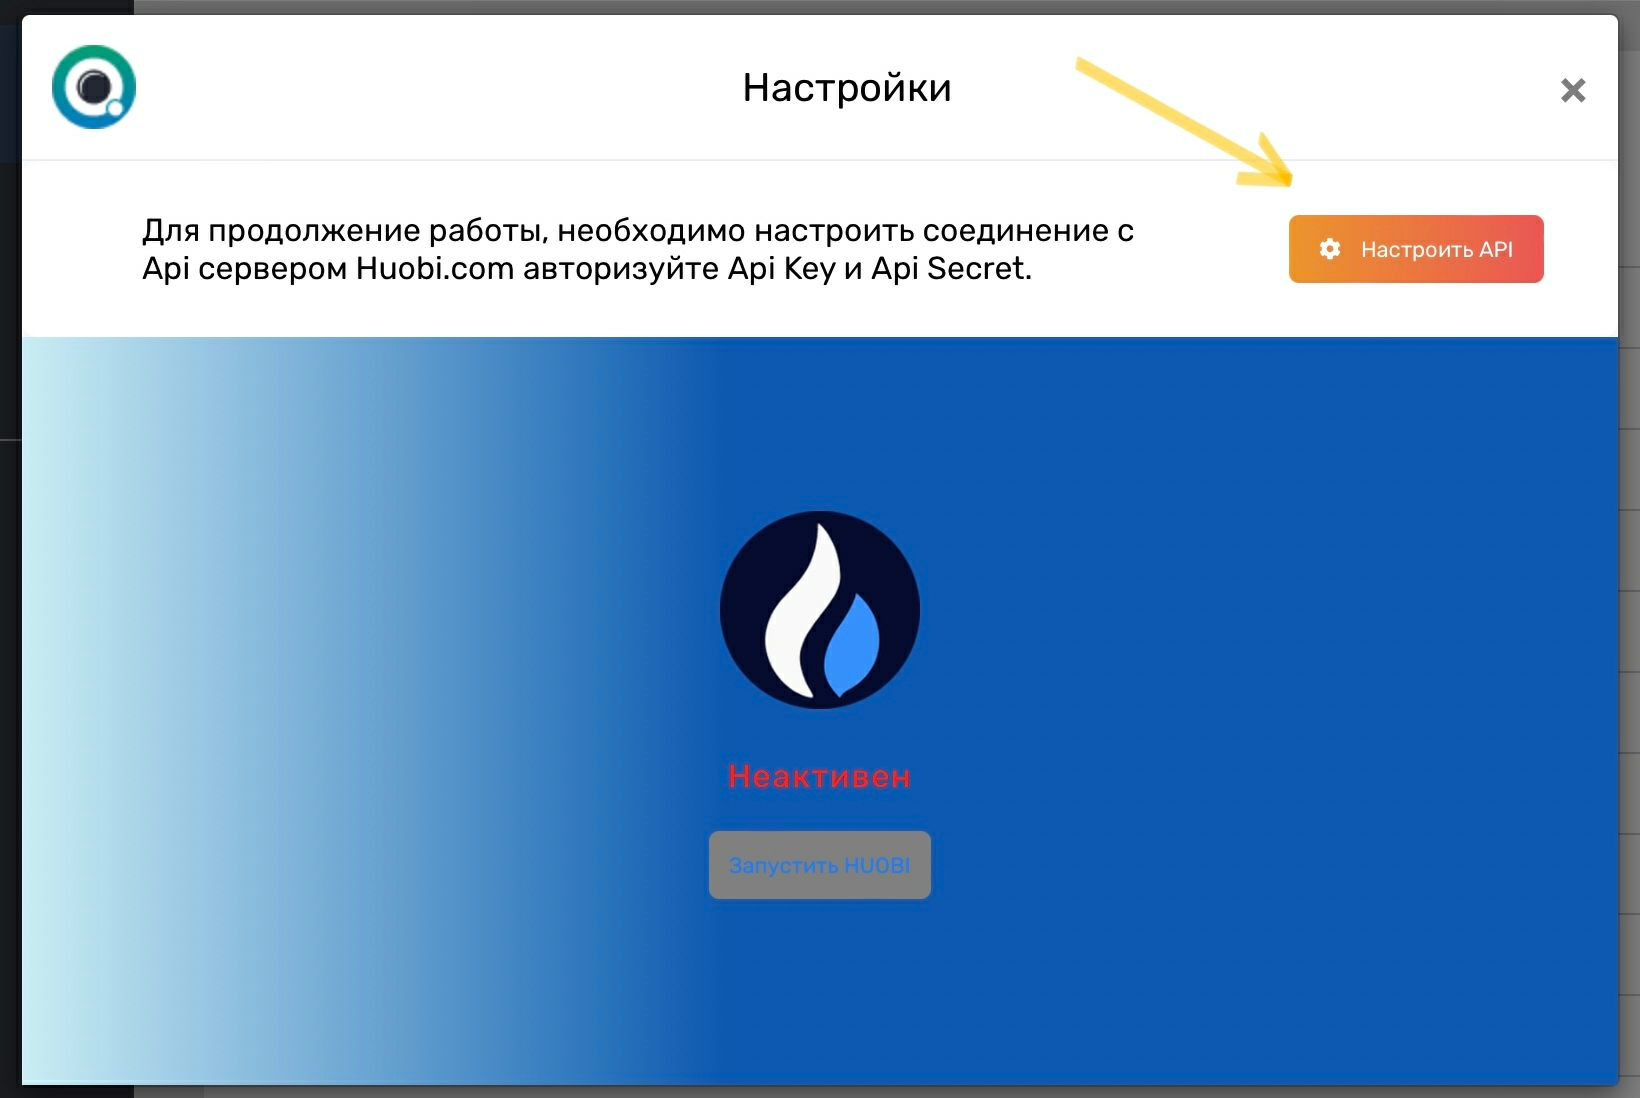 Настройки
Для продолжение работы, необходимо настроить соединение с
Api сервером Huobi.com авторизуйте Api Key и Api Secret.
Настроить API
Неактивен
Запустить HUOBI